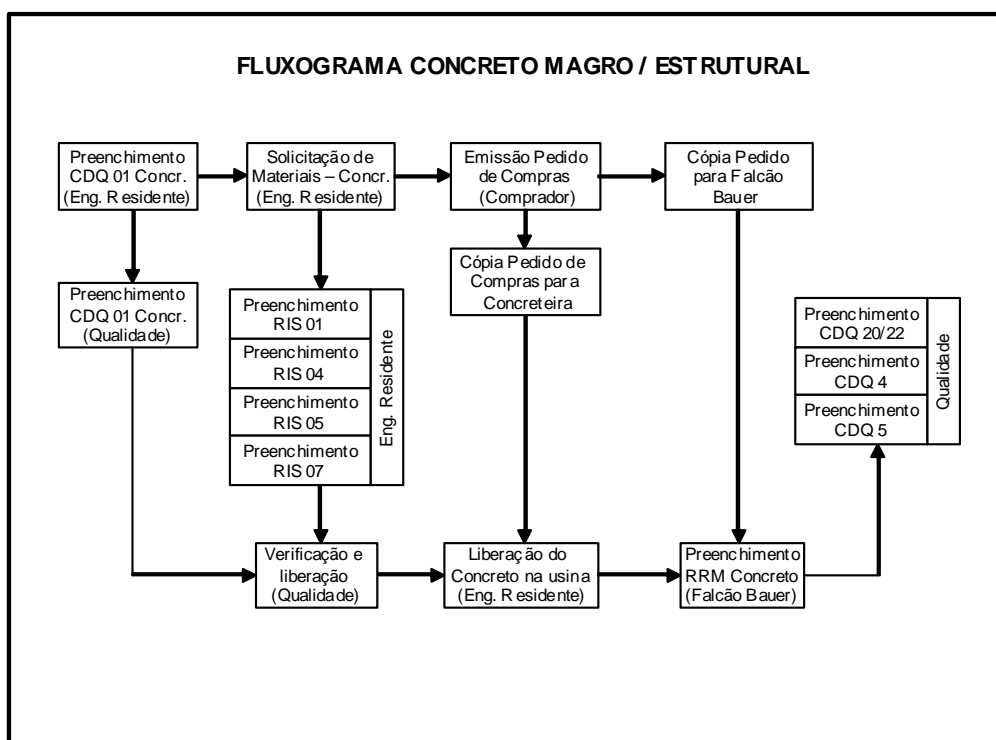 FLUXOGRAMA CONCRETO MAGRO / ESTRUTURAL
Preenchimento
CDQ 01 Concr.
(Eng. Residente)
Solicitação de
Materiais – Concr.
(Eng. Residente)
Emissão Pedido
de Compras
(Comprador)
Cópia Pedido
para Falcão
Bauer
Preenchimento
CDQ 01 Concr.
(Qualidade)
Preenchimento
RIS 01
Preenchimento
RIS 04
Preenchimento
RIS 05
Preenchimento
RIS 07
Eng. Residente
Cópia Pedido de
Compras para a
Concreteira
Preenchimento
CDQ 20/22
Preenchimento
CDQ 4
Preenchimento
CDQ 5
Qualidade
Verificação e
liberação
(Qualidade)
Liberação do
Concreto na usina
(Eng. Residente)
Preenchimento
RRM Concreto
(Falcão Bauer)